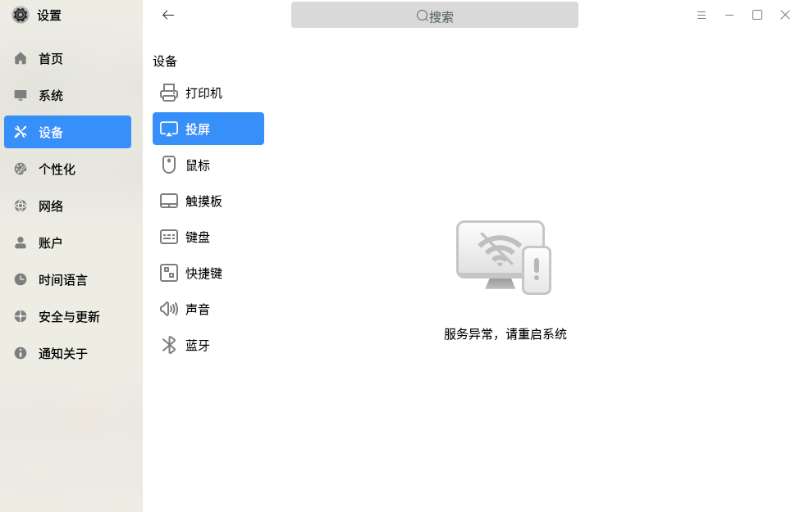 设置
搜索
首页
系统
设备
个性化
网络
账户
时间语言
安全与更新
通知关于
设备
打印机
投屏
鼠标
触摸板
键盘
快捷键
声音
蓝牙
服务异常，请重启系统